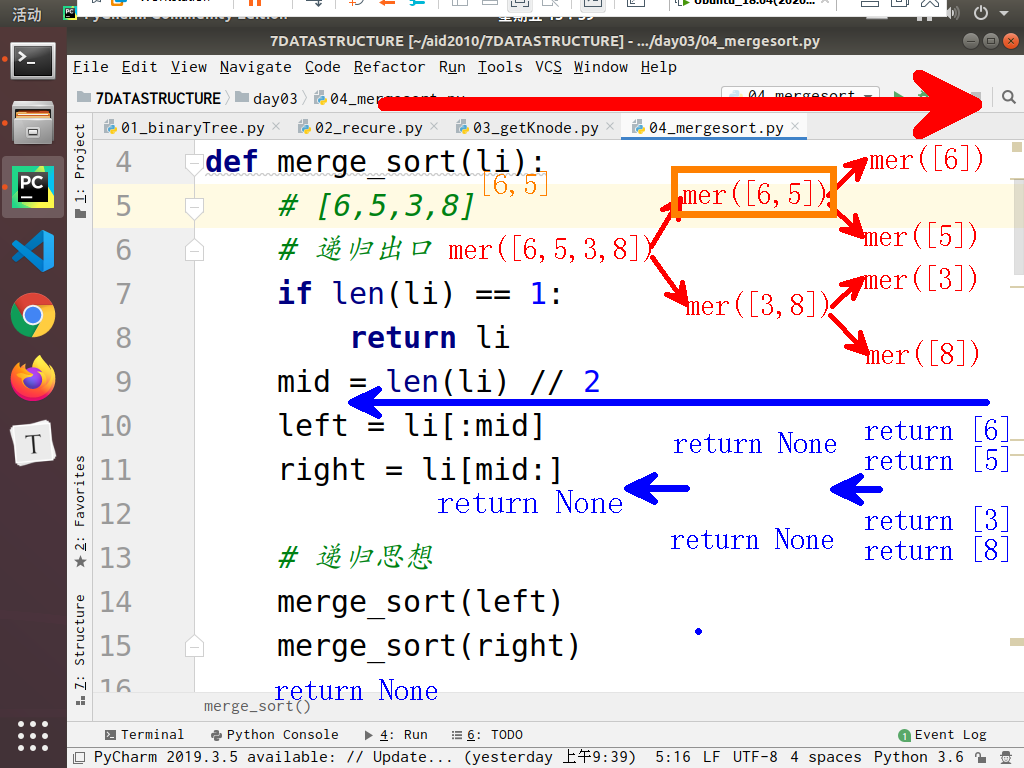 活动
7DATASTRUCTURE [~/aid2010/7DATASTRUCTURE] - .../day03/04_mergesort.py
File Edit View Navigate Code Refactor Run Tools VCS Window Help
7DATASTRUCTURE day03 04_mergesort.py 04_mergesort
01_binaryTree.py 02_recure.py 03_getKnode.py 04_mergesort.py
1: Project
2: Favorites
7: Structure
4 def merge_sort(li):
[6,5]
5 # [6,5,3,8]
6 # 递归出口
7 if len(li) == 1:
8 return li
9 mid = len(li) // 2
10 left = li[:mid]
11 right = li[mid:]
12
13 # 递归思想
14 merge_sort(left)
15 merge_sort(right)
16
mer([6,5,3,8])
mer([6,5])
mer([3,8])
mer([6])
mer([5])
mer([3])
mer([8])
return [6]
return [5]
return None
return None
return [3]
return [8]
return None
return None
merge_sort()
Terminal Python Console 4: Run 6: TODO 1 Event Log
PyCharm 2019.3.5 available: // Update... (yesterday 上午9:39) 5:16 LF UTF-8 4 spaces Python 3.6